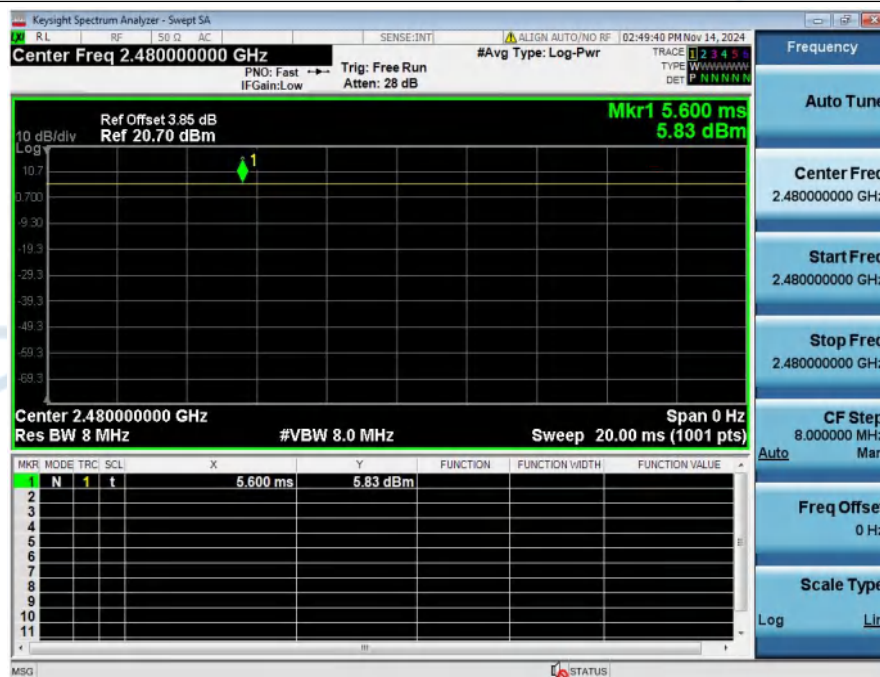 Keysight Spectrum Analyzer - Swept SA
RL RF 50 Ω AC SENSE:INT ALIGN AUTO/NO RF 02:49:40 PM Nov 14, 2024
Center Freq 2.480000000 GHz
PNO: Fast
IFGain:Low
Trig: Free Run
Atten: 28 dB
#Avg Type: Log-Pwr
TRACE 1 2 3 4 5 6
TYPE WWWWWW
DET P N N N N N
Ref Offset 3.85 dB
10 dB/div Ref 20.70 dBm
Log
Mkr1 5.600 ms
5.83 dBm
1
10.7
0.700
-9.30
-19.3
-29.3
-39.3
-49.3
-59.3
-69.3
Center 2.480000000 GHz Span 0 Hz
Res BW 8 MHz #VBW 8.0 MHz Sweep 20.00 ms (1001 pts)
MKR MODE TRC SCL X Y FUNCTION FUNCTION WIDTH FUNCTION VALUE
1 N 1 t 5.600 ms 5.83 dBm
2
3
4
5
6
7
8
9
10
11
MSG STATUS
Frequency
Auto Tune
Center Freq
2.480000000 GHz
Start Freq
2.480000000 GHz
Stop Freq
2.480000000 GHz
CF Step
8.000000 MHz
Auto Man
Freq Offset
0 Hz
Scale Type
Log Lin